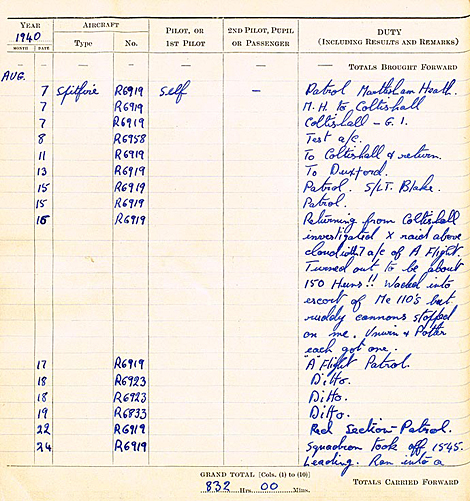 YEAR AIRCRAFT PILOT, OR 1ST PILOT 2ND PILOT, PUPIL OR PASSENGER DUTY (INCLUDING RESULTS AND REMARKS)
1940 Type No.
MONTH DATE
— — — — — — — TOTALS BROUGHT FORWARD
AUG.
7 Spitfire R6919 Self — Patrol Martlesham Heath.
7 R6919 M.H. to Coltishall
7 R6919 Coltishall – G.1.
8 R6958 Test a/c.
11 R6919 To Coltishall & return.
13 R6919 To Duxford.
15 R6919 Patrol. S/LT. Blake.
15 R6919 Patrol.
16 R6919 Returning from Coltishall
investigated X raid above
cloud with 7 a/c of A Flight.
Turned out to be about
150 Huns!! Waded into
escort of Me 110's but
ruddy cannons stopped
on me. Unwin & Potter
each got one.
17 R6919 'A' Flight Patrol.
18 R6923 Ditto.
18 R6923 Ditto.
19 R6833 Ditto.
22 R6919 Red Section Patrol.
24 R6919 Squadron took off 1545.
Leading. Ran into a
GRAND TOTAL [Cols. (1) to (10)]
832 Hrs. 00 Mins. TOTALS CARRIED FORWARD